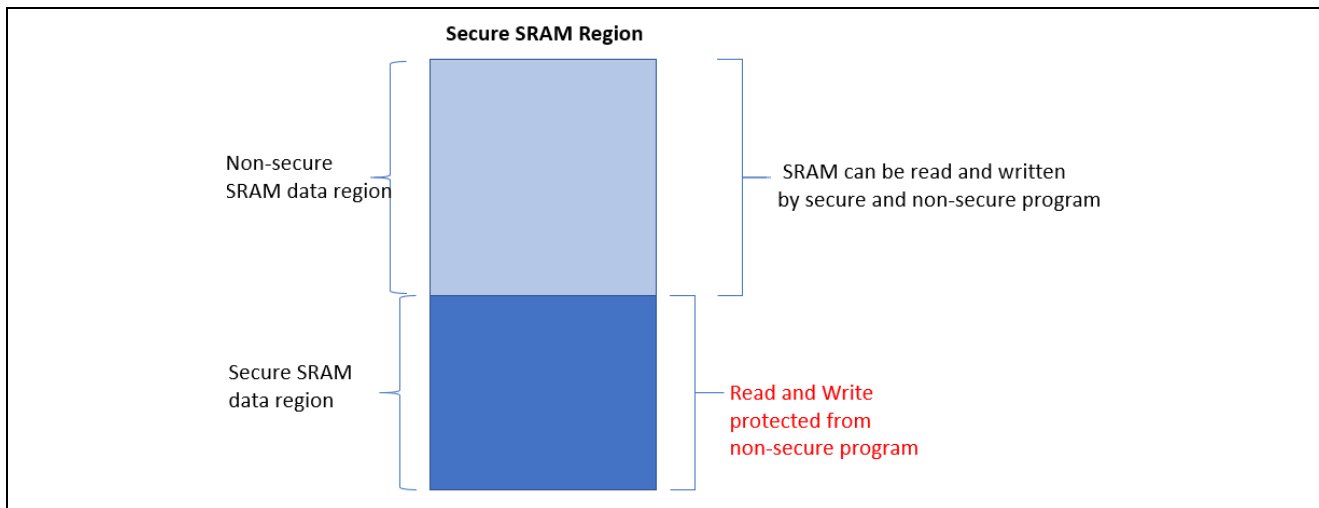 Secure SRAM Region
Non-secure
SRAM data region
SRAM can be read and written
by secure and non-secure program
Secure SRAM
data region
Read and Write
protected from
non-secure program